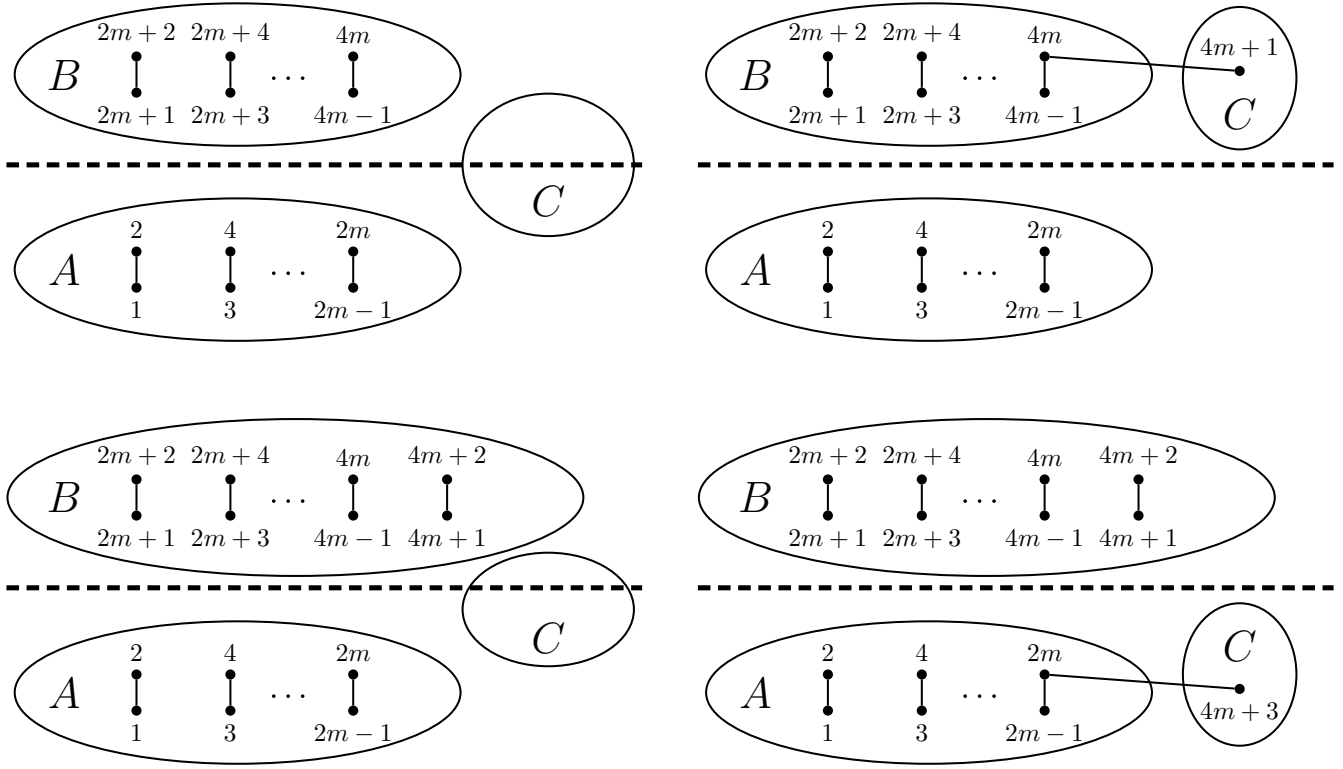 2m + 2 2m + 4 4m
B ...
2m + 1 2m + 3 4m − 1
C
2 4 2m
A ...
1 3 2m − 1
2m + 2 2m + 4 4m
4m + 1
B ...
2m + 1 2m + 3 4m − 1
C
2 4 2m
A ...
1 3 2m − 1
2m + 2 2m + 4 4m 4m + 2
B ...
2m + 1 2m + 3 4m − 1 4m + 1
C
2 4 2m
A ...
1 3 2m − 1
2m + 2 2m + 4 4m 4m + 2
B ...
2m + 1 2m + 3 4m − 1 4m + 1
C
2 4 2m
A ...
4m + 3
1 3 2m − 1